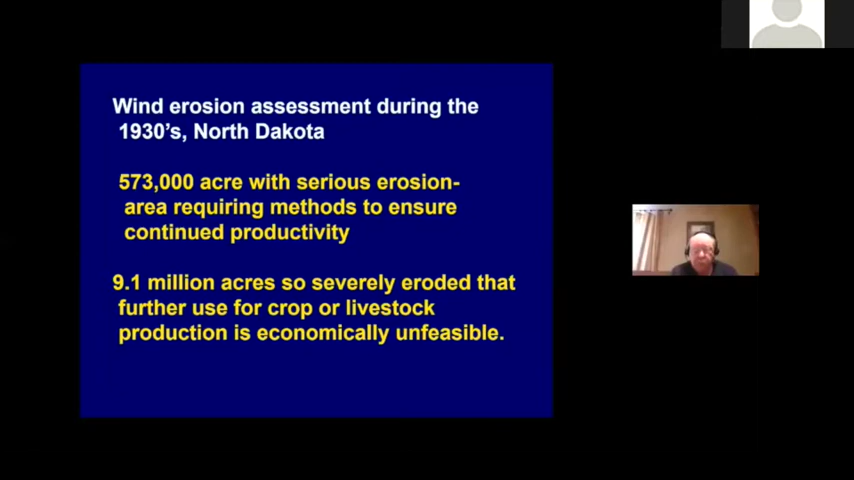 Wind erosion assessment during the
1930's, North Dakota
573,000 acre with serious erosion-
area requiring methods to ensure
continued productivity
9.1 million acres so severely eroded that
further use for crop or livestock
production is economically unfeasible.